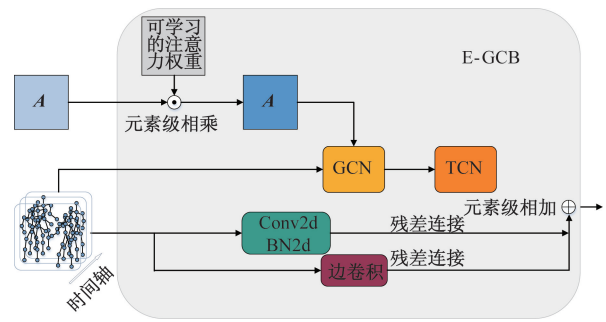 可学习
的注意
力权重
E-GCB
A
A
元素级相乘
GCN
TCN
元素级相加
Conv2d
BN2d
残差连接
边卷积
残差连接
时间轴